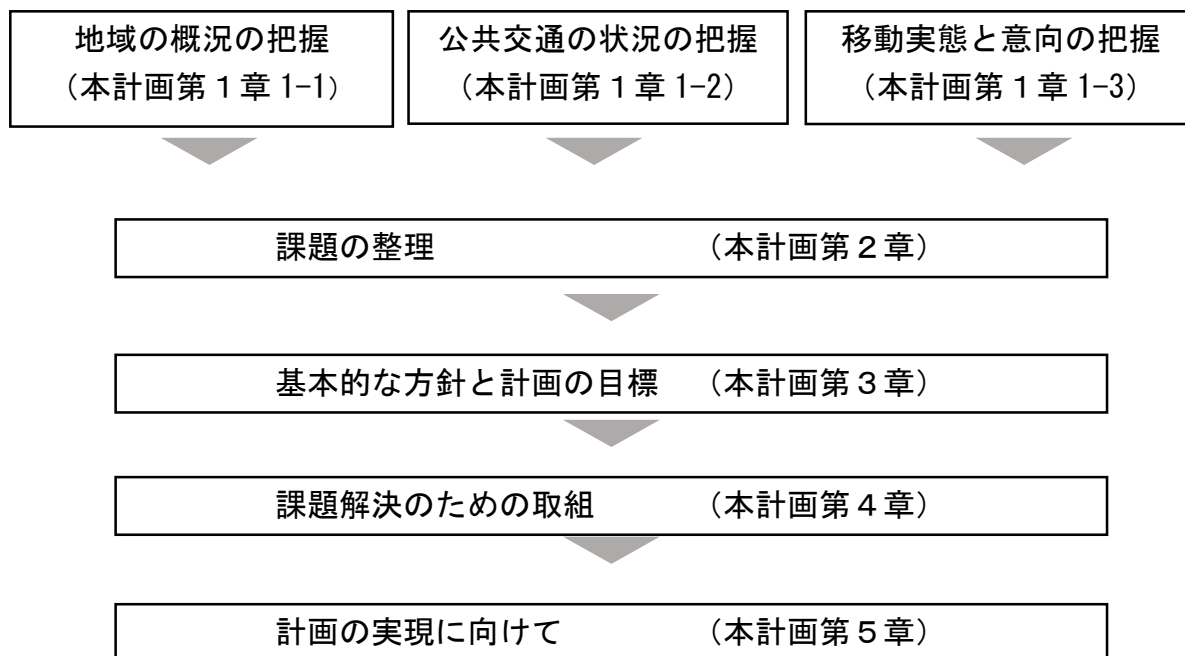 地域の概況の把握
（本計画第１章 1-1）
公共交通の状況の把握
（本計画第１章 1-2）
移動実態と意向の把握
（本計画第１章 1-3）
課題の整理　（本計画第２章）
基本的な方針と計画の目標　（本計画第３章）
課題解決のための取組　（本計画第４章）
計画の実現に向けて　（本計画第５章）